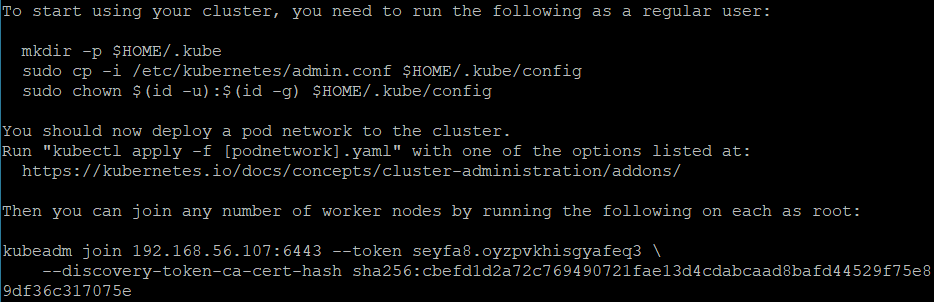 To start using your cluster, you need to run the following as a regular user:
mkdir -p $HOME/.kube
sudo cp -i /etc/kubernetes/admin.conf $HOME/.kube/config
sudo chown $(id -u):$(id -g) $HOME/.kube/config
You should now deploy a pod network to the cluster.
Run "kubectl apply -f [podnetwork].yaml" with one of the options listed at:
https://kubernetes.io/docs/concepts/cluster-administration/addons/
Then you can join any number of worker nodes by running the following on each as root:
kubeadm join 192.168.56.107:6443 --token seyfa8.oyzpvkhisgyafeq3 \
--discovery-token-ca-cert-hash sha256:cbefd1d2a72c769490721fae13d4cdabcaad8bafd44529f75e8
9df36c317075e